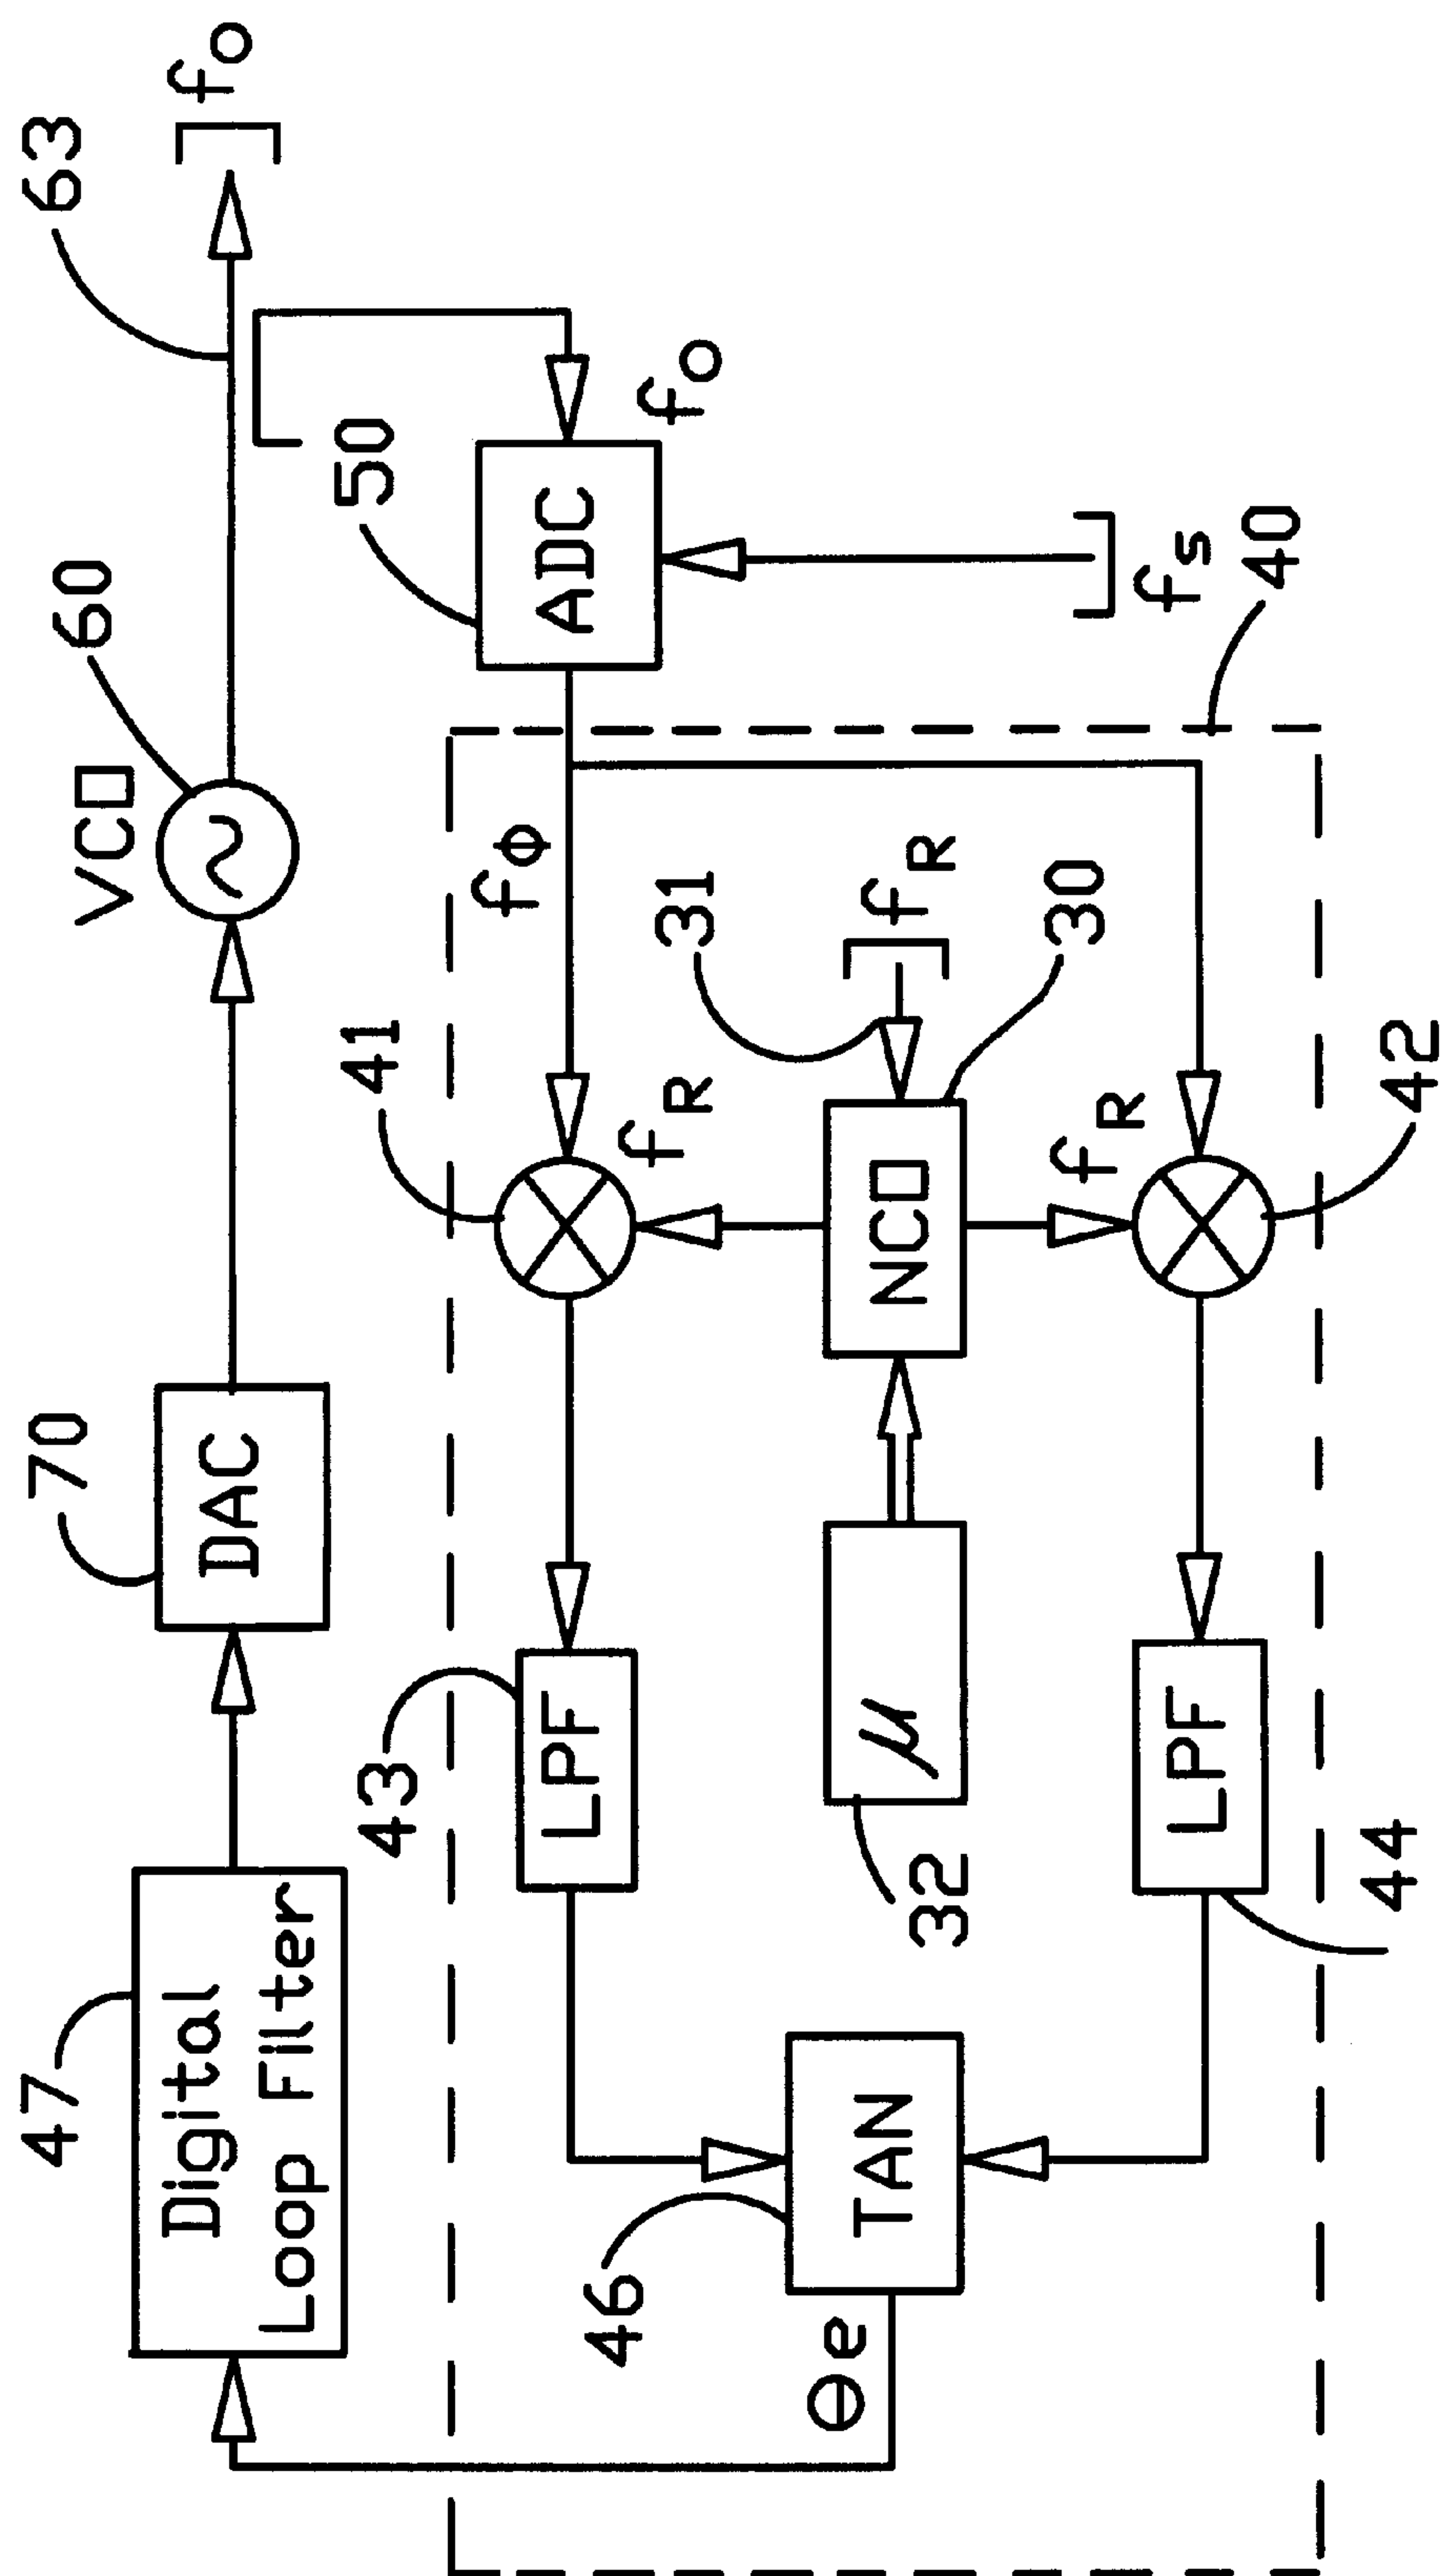 47
Digital
Loop Filter
70
DAC
VCO
60
63
fO
50
ADC
fO
fS
40
fΦ
41
fR
43
LPF
46
TAN
Θe
32
μ
NCO
31
fR
30
fR
42
LPF
44